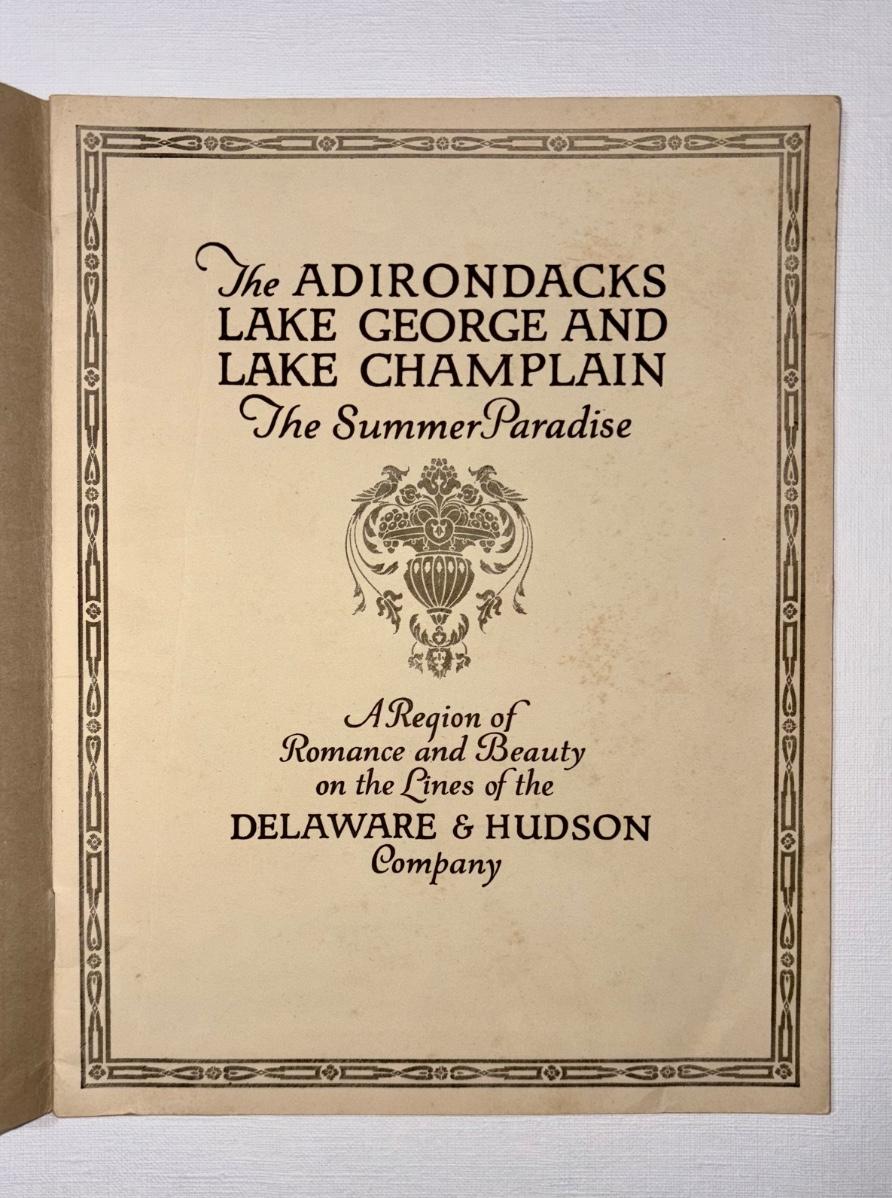 The ADIRONDACKS
LAKE GEORGE AND
LAKE CHAMPLAIN
The Summer Paradise
A Region of
Romance and Beauty
on the Lines of the
DELAWARE & HUDSON
Company